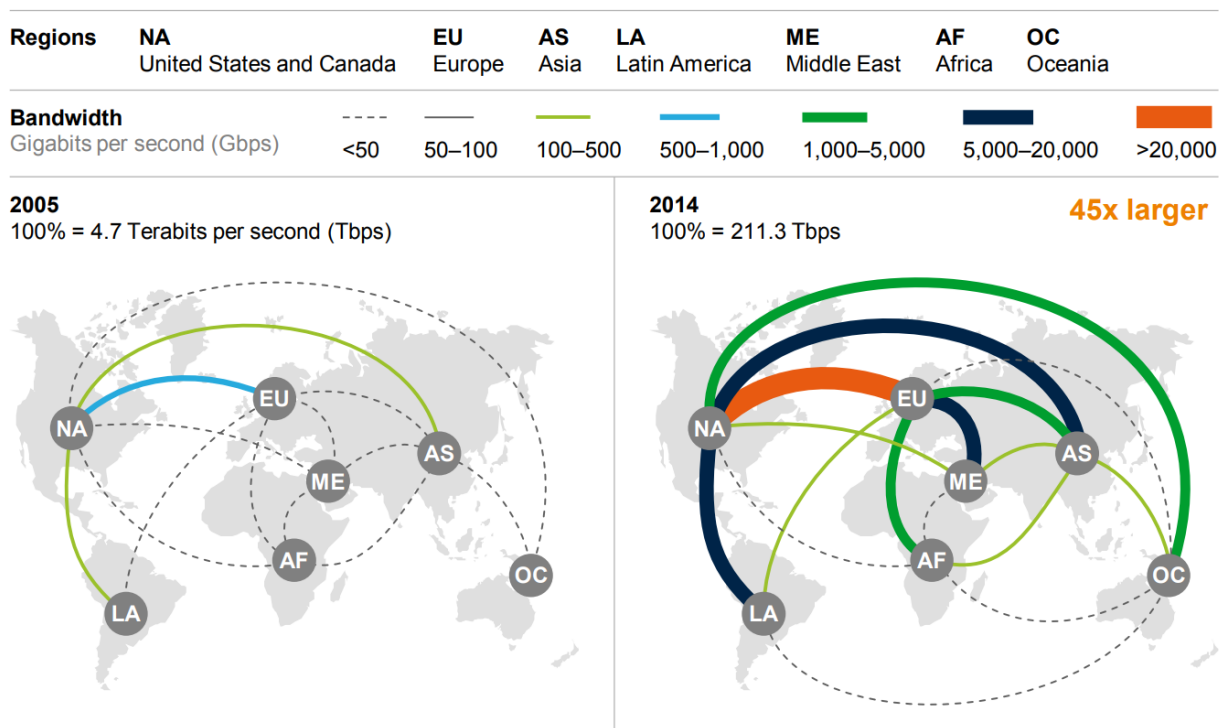 Regions NA EU AS LA ME AF OC
United States and Canada Europe Asia Latin America Middle East Africa Oceania
Bandwidth
Gigabits per second (Gbps)
<50 50–100 100–500 500–1,000 1,000–5,000 5,000–20,000 >20,000
2005
100% = 4.7 Terabits per second (Tbps)
NA
EU
AS
ME
AF
OC
LA
2014
100% = 211.3 Tbps
45x larger
NA
EU
AS
ME
AF
OC
LA